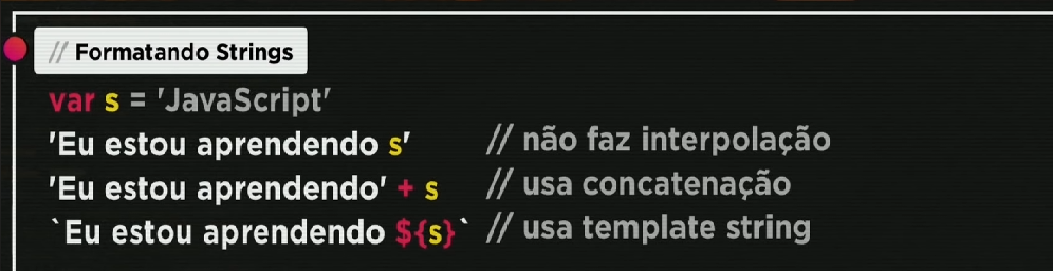 // Formatando Strings
var s = 'JavaScript'
'Eu estou aprendendo s' // não faz interpolação
'Eu estou aprendendo' + s // usa concatenação
`Eu estou aprendendo ${s}` // usa template string